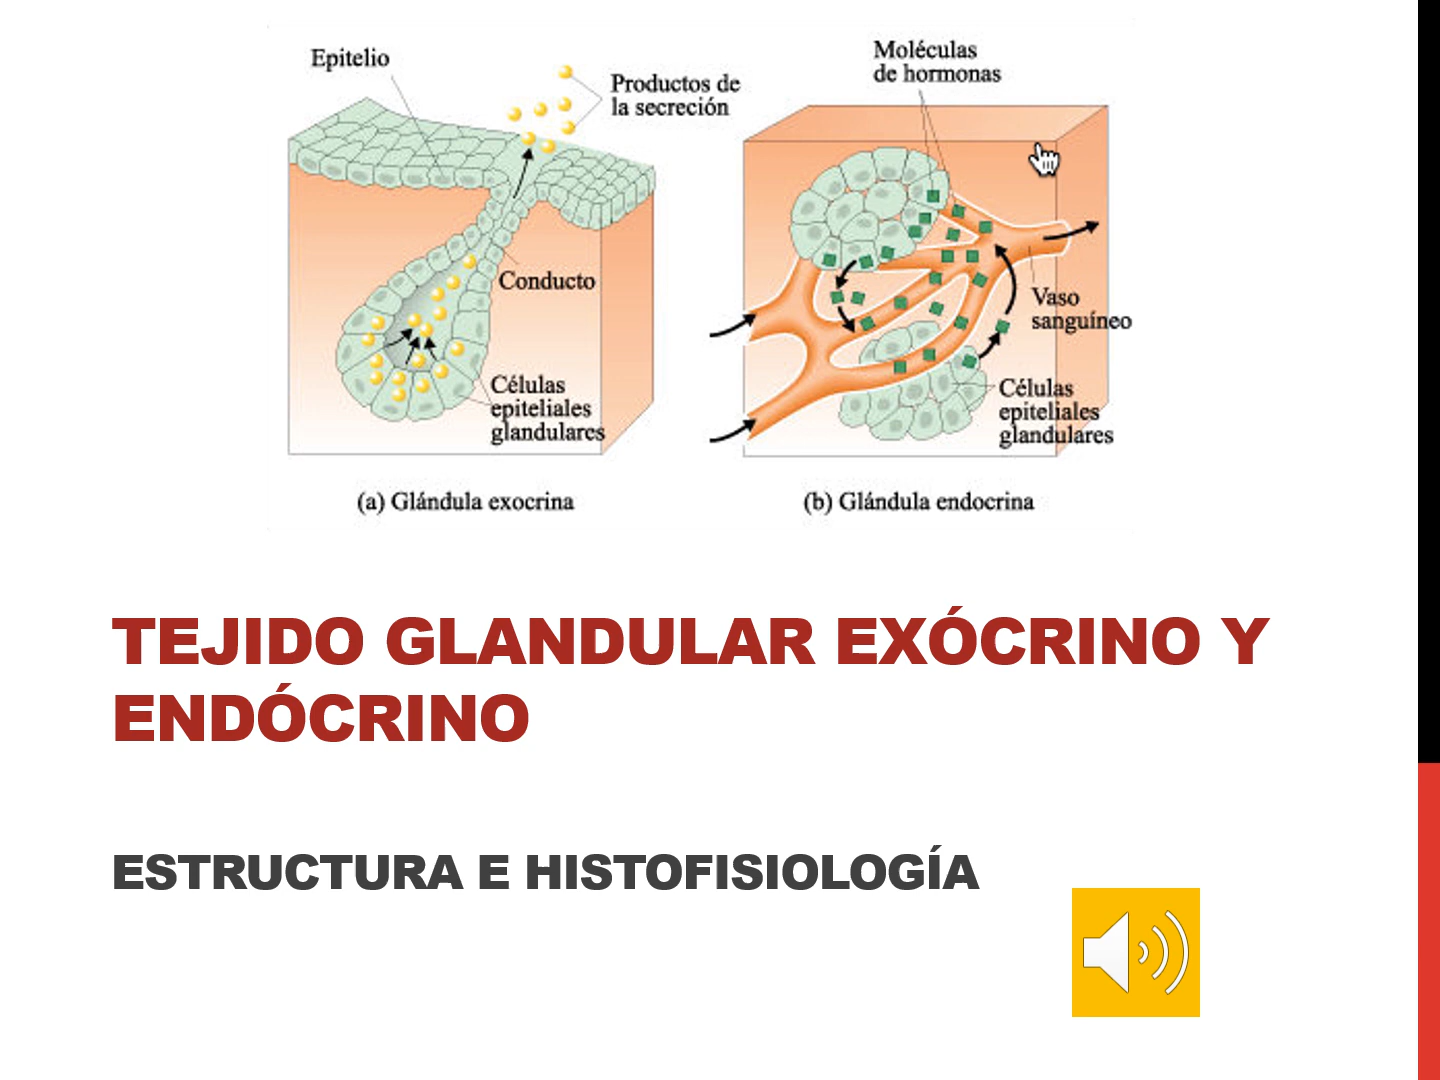 Epitelio
Productos de
la secreción
Conducto
Células
epiteliales
glandulares
(a) Glándula exocrina
Moléculas
de hormonas
Vaso
sanguíneo
Células
epiteliales
glandulares
(b) Glándula endocrina
TEJIDO GLANDULAR EXÓCRINO Y
ENDÓCRINO
ESTRUCTURA E HISTOFISIOLOGÍA